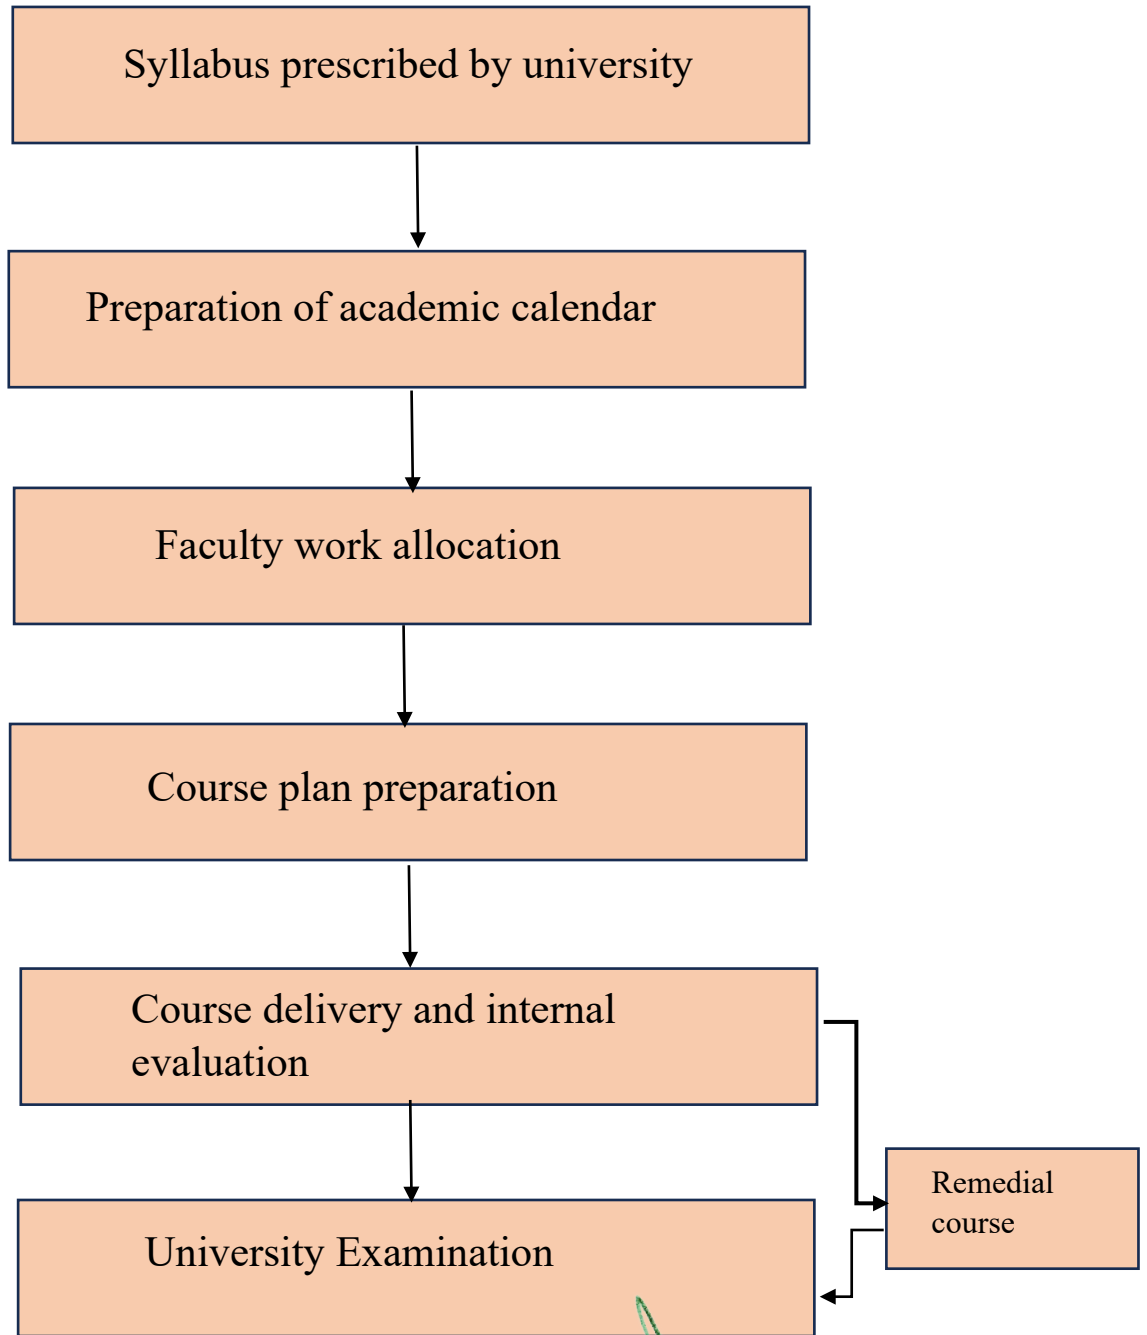 Syllabus prescribed by university
Preparation of academic calendar
Faculty work allocation
Course plan preparation
Course delivery and internal
evaluation
University Examination
Remedial
course